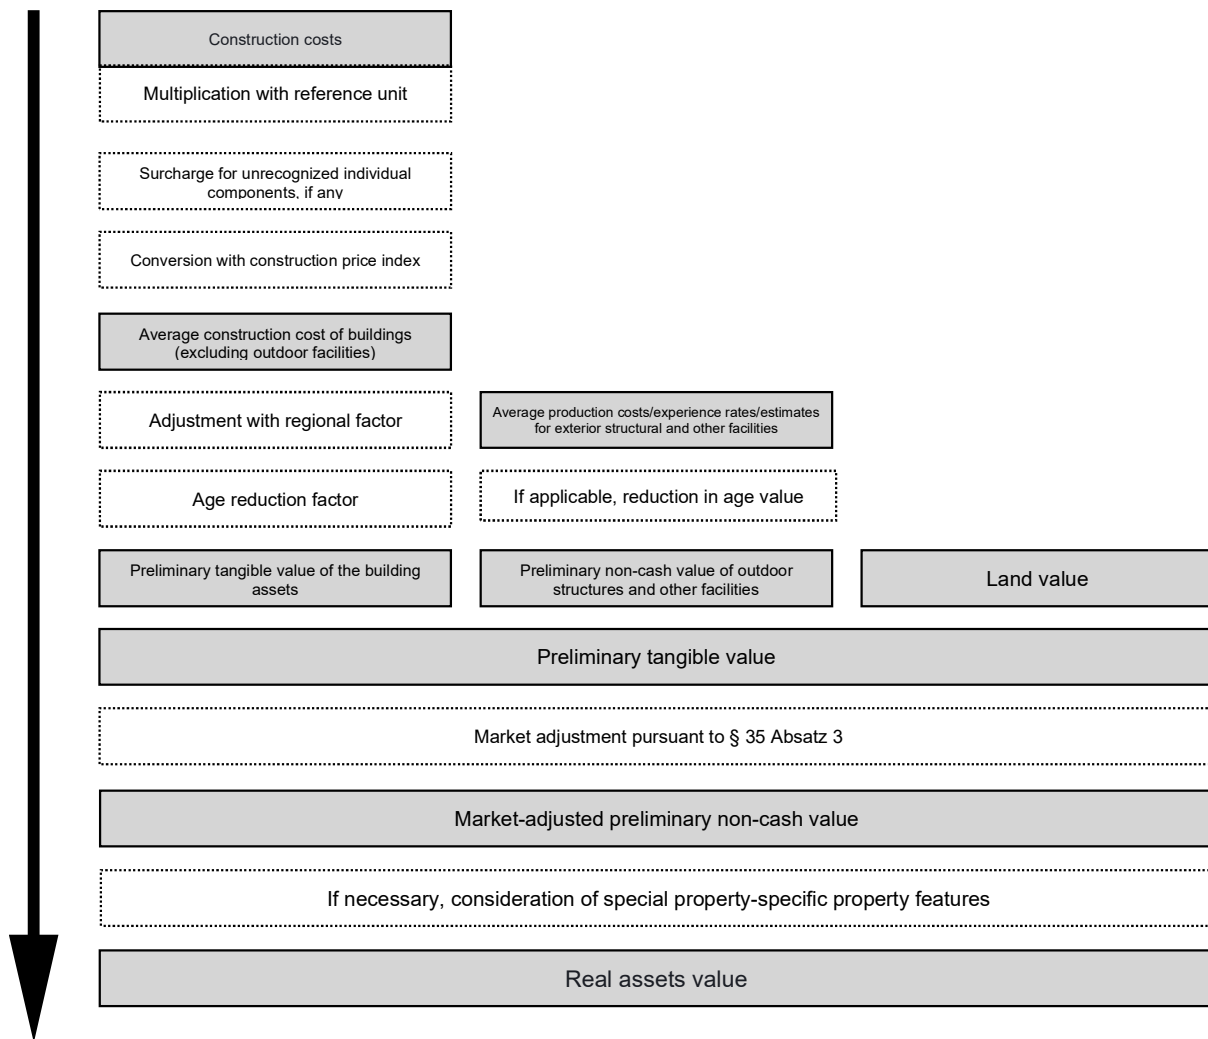 Construction costs
Multiplication with reference unit
Surcharge for unrecognized individual
components, if any
Conversion with construction price index
Average construction cost of buildings
(excluding outdoor facilities)
Adjustment with regional factor
Average production costs/experience rates/estimates
for exterior structural and other facilities
Age reduction factor
If applicable, reduction in age value
Preliminary tangible value of the building
assets
Preliminary non-cash value of outdoor
structures and other facilities
Land value
Preliminary tangible value
Market adjustment pursuant to § 35 Absatz 3
Market-adjusted preliminary non-cash value
If necessary, consideration of special property-specific property features
Real assets value